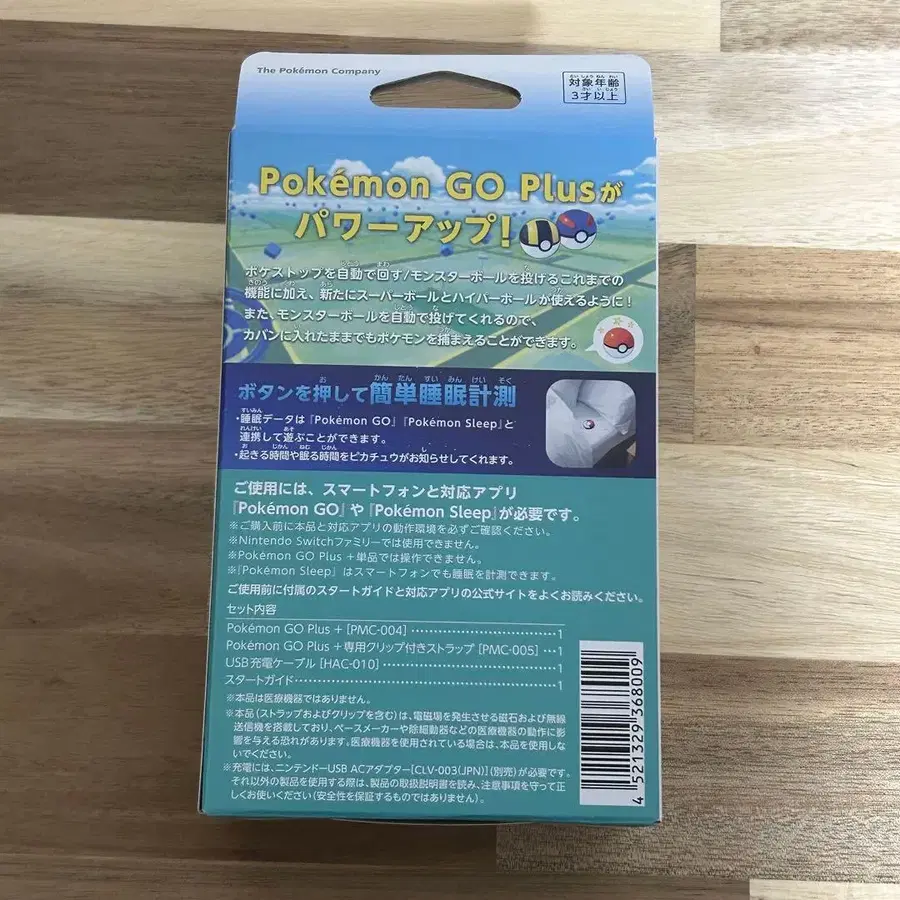 The Pokémon Company
対象年齢
3才以上
Pokémon GO Plusが
パワーアップ!
ポケストップを自動で回す/モンスターボールを投げるこれまでの
機能に加え、新たにスーパーボールとハイパーボールが使えるように!
また、モンスターボールを自動で投げてくれるので、
カバンに入れたままでもポケモンを捕まえることができます。
ボタンを押して簡単睡眠計測
・睡眠データは『Pokémon GO』『Pokémon Sleep』と
連携して遊ぶことができます。
・起きる時間や眠る時間をピカチュウがお知らせしてくれます。
ご使用には、スマートフォンと対応アプリ
『Pokémon GO』や『Pokémon Sleep』が必要です。
※ご購入前に本品と対応アプリの動作環境を必ずご確認ください。
※Nintendo Switchファミリーでは使用できません。
※Pokémon GO Plus +単品では操作できません。
※『Pokémon Sleep』はスマートフォンでも睡眠を計測できます。
ご使用前に付属のスタートガイドと対応アプリの公式サイトをよくお読みください。
セット内容
Pokémon GO Plus + [PMC-004] ……………………………1
Pokémon GO Plus +専用クリップ付きストラップ [PMC-005] …1
USB充電ケーブル [HAC-010] ……………………………………1
スタートガイド……………………………………………………1
※本品は医療機器ではありません。
※本品(ストラップおよびクリップを含む)は、電磁場を発生させる磁石および無線
送信機を搭載しており、ペースメーカーや除細動器などの医療機器の動作に影
響を与える恐れがあります。医療機器を使用されている場合は、本品を使用しな
いでください。
※充電には、ニンテンドーUSB ACアダプター[CLV-003(JPN)](別売)が必要です。
それ以外の製品を使用する際は、製品の取扱説明書を読み、注意事項を守って正
しくお使いください(安全性を保証するものではありません)。
4 521329 368009